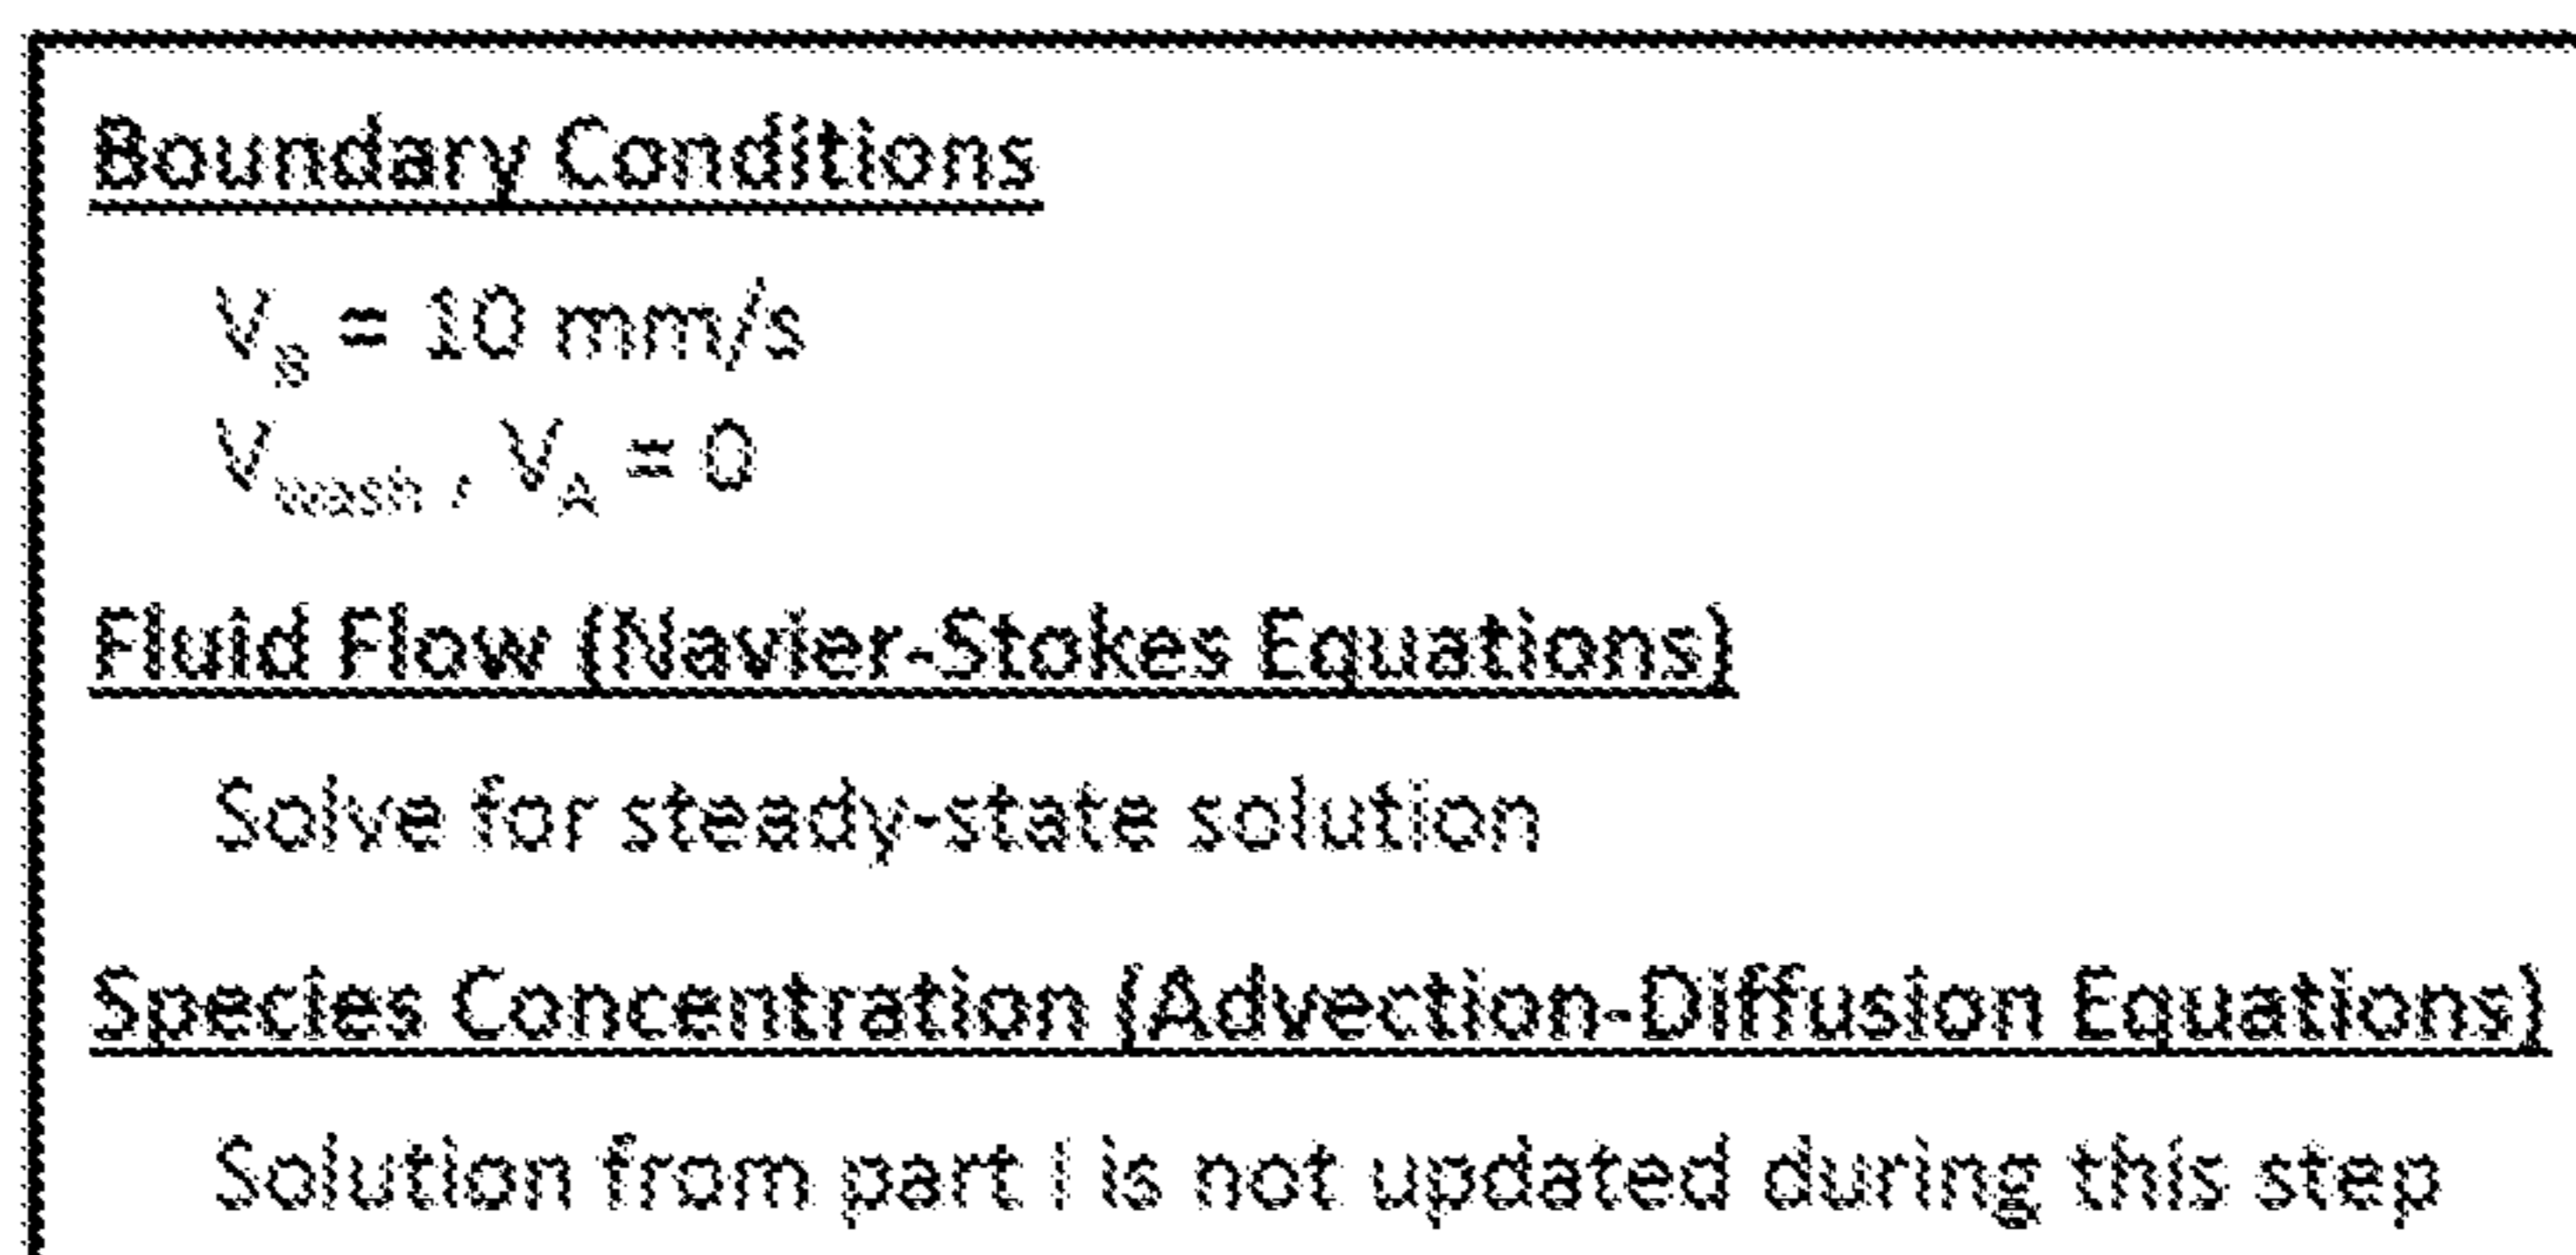 Boundary Conditions
V_B = 10 mm/s
V_wash , V_A = 0
Fluid Flow (Navier-Stokes Equations)
Solve for steady-state solution
Species Concentration (Advection-Diffusion Equations)
Solution from part I is not updated during this step